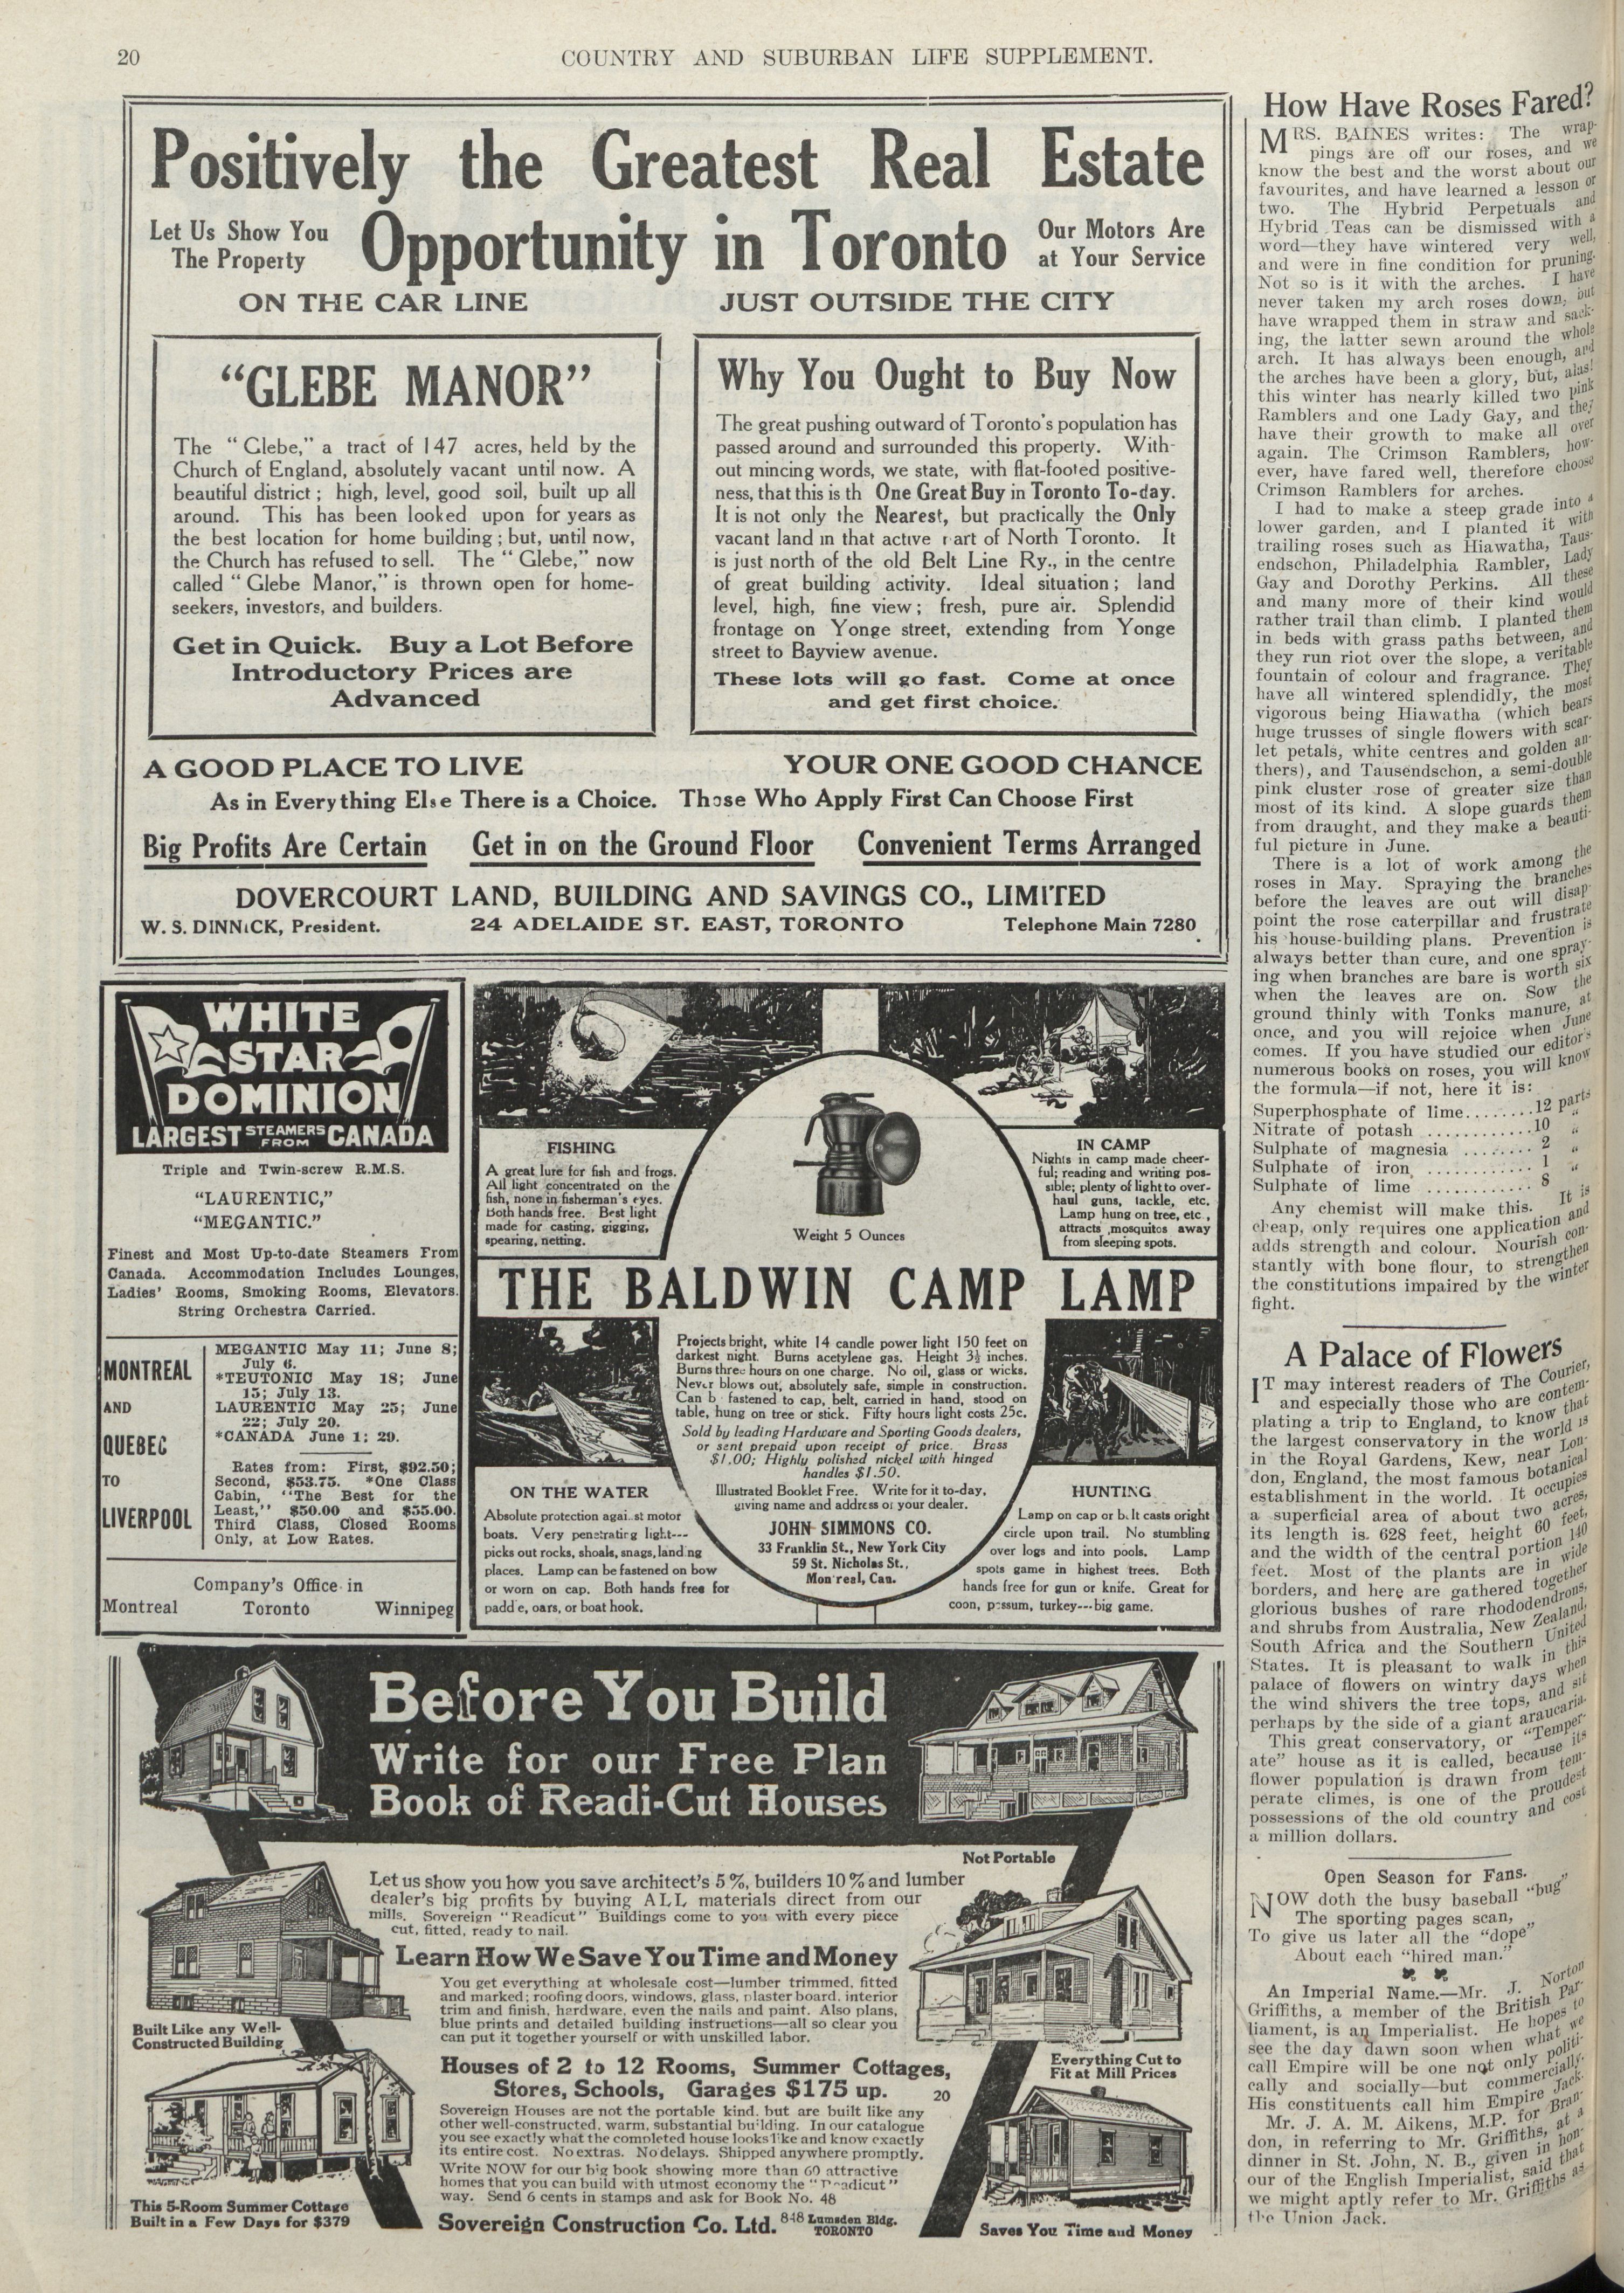 20
COUNTRY AND SUBURBAN LIFE SUPPLEMENT.
Positively the Greatest Real Estate
Let Us Show You
The Property
Opportunity in Toronto
Our Motors Are
at Your Service
ON THE CAR LINE
JUST OUTSIDE THE CITY
"GLEBE MANOR"
The "Glebe," a tract of 147 acres, held by the
Church of England, absolutely vacant until now. A
beautiful district; high, level, good soil, built up all
around. This has been looked upon for years as
the best location for home building; but, until now,
the Church has refused to sell. The "Glebe," now
called "Glebe Manor," is thrown open for home-
seekers, investors, and builders.
Get in Quick. Buy a Lot Before
Introductory Prices are
Advanced
Why You Ought to Buy Now
The great pushing outward of Toronto's population has
passed around and surrounded this property. With-
out mincing words, we state, with flat-footed positive-
ness, that this is th One Great Buy in Toronto To-day.
It is not only the Nearest, but practically the Only
vacant land in that active part of North Toronto. It
is just north of the old Belt Line Ry., in the centre
of great building activity. Ideal situation; land
level, high, fine view; fresh, pure air. Splendid
frontage on Yonge street, extending from Yonge
street to Bayview avenue.
These lots will go fast. Come at once
and get first choice.
A GOOD PLACE TO LIVE
YOUR ONE GOOD CHANCE
As in Everything Else There is a Choice. Those Who Apply First Can Choose First
Big Profits Are Certain
Get in on the Ground Floor
Convenient Terms Arranged
DOVERCOURT LAND, BUILDING AND SAVINGS CO., LIMITED
W. S. DINNICK, President.
24 ADELAIDE ST. EAST, TORONTO
Telephone Main 7280
WHITE
STAR
DOMINION
LARGEST STEAMERS FROM CANADA
Triple and Twin-screw R.M.S.
"LAURENTIC,"
"MEGANTIC."
Finest and Most Up-to-date Steamers From
Canada. Accommodation Includes Lounges,
Ladies' Rooms, Smoking Rooms, Elevators.
String Orchestra Carried.
MONTREAL
AND
QUEBEC
TO
LIVERPOOL
MEGANTIC May 11; June 8;
July 6.
*TEUTONIC May 18; June
15; July 13.
LAURENTIC May 25; June
22; July 20.
*CANADA June 1; 29.
Rates from: First, $92.50;
Second, $53.75. *One Class
Cabin, "The Best for the
Least," $50.00 and $55.00.
Third Class, Closed Rooms
Only, at Low Rates.
Company's Office in
Montreal Toronto Winnipeg
FISHING
A great lure for fish and frogs.
All light concentrated on the
fish, none in fisherman's eyes.
Both hands free. Best light
made for casting, gigging,
spearing, netting.
Weight 5 Ounces
IN CAMP
Nights in camp made cheer-
ful; reading and writing pos-
sible; plenty of light to over-
haul guns, tackle, etc.
Lamp hung on tree, etc.,
attracts mosquitos away
from sleeping spots.
THE BALDWIN CAMP LAMP
Projects bright, white 14 candle power light 150 feet on
darkest night. Burns acetylene gas. Height 3½ inches.
Burns three hours on one charge. No oil, glass or wicks.
Never blows out, absolutely safe, simple in construction.
Can b fastened to cap, belt, carried in hand, stood on
table, hung on tree or stick. Fifty hours light costs 25c.
Sold by leading Hardware and Sporting Goods dealers,
or sent prepaid upon receipt of price. Brass
$1.00; Highly polished nickel with hinged
handles $1.50.
Illustrated Booklet Free. Write for it to-day,
giving name and address of your dealer.
JOHN SIMMONS CO.
33 Franklin St., New York City
59 St. Nicholas St.,
Montreal, Can.
ON THE WATER
Absolute protection against motor
boats. Very penetrating light---
picks out rocks, shoals, snags, landing
places. Lamp can be fastened on bow
or worn on cap. Both hands free for
paddle, oars, or boat hook.
HUNTING
Lamp on cap or belt casts bright
circle upon trail. No stumbling
over logs and into pools. Lamp
spots game in highest trees. Both
hands free for gun or knife. Great for
coon, possum, turkey---big game.
Before You Build
Write for our Free Plan
Book of Readi-Cut Houses
Not Portable
Let us show you how you save architect's 5%, builders 10% and lumber
dealer's big profits by buying ALL materials direct from our
mills. Sovereign "Readicut" Buildings come to you with every piece
cut, fitted, ready to nail.
Learn How We Save You Time and Money
You get everything at wholesale cost—lumber trimmed, fitted
and marked; roofing doors, windows, glass, plaster board, interior
trim and finish, hardware, even the nails and paint. Also plans,
blue prints and detailed building instructions—all so clear you
can put it together yourself or with unskilled labor.
Built Like any Well-
Constructed Building
Everything Cut to
Fit at Mill Prices
Houses of 2 to 12 Rooms, Summer Cottages,
Stores, Schools, Garages $175 up. 20
Sovereign Houses are not the portable kind, but are built like any
other well-constructed, warm, substantial building. In our catalogue
you see exactly what the completed house looks like and know exactly
its entire cost. No extras. No delays. Shipped anywhere promptly.
Write NOW for our big book showing more than 60 attractive
homes that you can build with utmost economy the "Readicut"
way. Send 6 cents in stamps and ask for Book No. 48
Sovereign Construction Co. Ltd. 848 Lumsden Bldg. TORONTO
This 5-Room Summer Cottage
Built in a Few Days for $379
Saves You Time and Money
How Have Roses Fared?
MRS. BAINES writes: The wrap-
pings are off our roses, and we
know the best and the worst about our
favourites, and have learned a lesson or
two. The Hybrid Perpetuals and
Hybrid Teas can be dismissed with a
word—they have wintered very well,
and were in fine condition for pruning.
Not so is it with the arches. I have
never taken my arch roses down, but
have wrapped them in straw and sack-
ing, the latter sewn around the whole
arch. It has always been enough, and
the arches have been a glory, but, alas!
this winter has nearly killed two pink
Ramblers and one Lady Gay, and they
have their growth to make all over
again. The Crimson Ramblers, how-
ever, have fared well, therefore choose
Crimson Ramblers for arches.
I had to make a steep grade into a
lower garden, and I planted it with
trailing roses such as Hiawatha, Taus-
endschon, Philadelphia Rambler, Lady
Gay and Dorothy Perkins. All these
and many more of their kind would
rather trail than climb. I planted them
in beds with grass paths between, and
they run riot over the slope, a veritable
fountain of colour and fragrance. They
have all wintered splendidly, the most
vigorous being Hiawatha (which bears
huge trusses of single flowers with scar-
let petals, white centres and golden an-
thers), and Tausendschon, a semi-double
pink cluster rose of greater size than
most of its kind. A slope guards them
from draught, and they make a beauti-
ful picture in June.
There is a lot of work among the
roses in May. Spraying the branches
before the leaves are out will disap-
point the rose caterpillar and frustrate
his house-building plans. Prevention is
always better than cure, and one spray-
ing when branches are bare is worth six
when the leaves are on. Sow the
ground thinly with Tonks manure, at
once, and you will rejoice when June
comes. If you have studied our editor's
numerous books on roses, you will know
the formula—if not, here it is:
Superphosphate of lime........12 parts
Nitrate of potash ............10 "
Sulphate of magnesia ........ 2 "
Sulphate of iron ............ 1 "
Sulphate of lime ............ 8
Any chemist will make this. It is
cheap, only requires one application and
adds strength and colour. Nourish con-
stantly with bone flour, to strengthen
the constitutions impaired by the winter
fight.
A Palace of Flowers
IT may interest readers of The Courier,
and especially those who are contem-
plating a trip to England, to know that
the largest conservatory in the world is
in the Royal Gardens, Kew, near Lon-
don, England, the most famous botanical
establishment in the world. It occupies
a superficial area of about two acres,
its length is 628 feet, height 60 feet,
and the width of the central portion 140
feet. Most of the plants are in wide
borders, and here are gathered together
glorious bushes of rare rhododendrons,
and shrubs from Australia, New Zealand,
South Africa and the Southern United
States. It is pleasant to walk in this
palace of flowers on wintry days when
the wind shivers the tree tops, and sit
perhaps by the side of a giant araucaria.
This great conservatory, or "Temper-
ate" house as it is called, because its
flower population is drawn from tem-
perate climes, is one of the proudest
possessions of the old country and cost
a million dollars.
Open Season for Fans.
NOW doth the busy baseball "bug"
The sporting pages scan,
To give us later all the "dope"
About each "hired man."
An Imperial Name.—Mr. J. Norton
Griffiths, a member of the British Par-
liament, is an Imperialist. He hopes to
see the day dawn soon when what we
call Empire will be one not only politi-
cally and socially—but commercially.
His constituents call him Empire Jack.
Mr. J. A. M. Aikens, M.P. for Bran-
don, in referring to Mr. Griffiths, at a
dinner in St. John, N. B., given in hon-
our of the English Imperialist, said that
we might aptly refer to Mr. Griffiths as
the Union Jack.